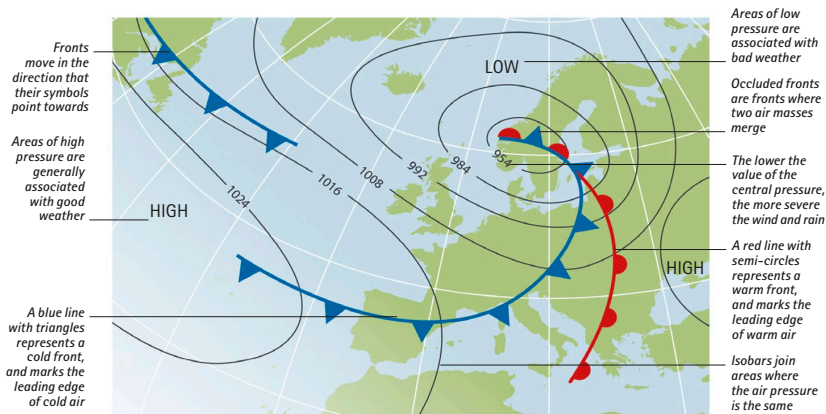 Fronts
move in the
direction that
their symbols
point towards
Areas of high
pressure are
generally
associated
with good
weather
A blue line
with triangles
represents a
cold front,
and marks the
leading edge
of cold air
LOW
HIGH
HIGH
1024
1016
1008
992
984
954
Areas of low
pressure are
associated with
bad weather
Occluded fronts
are fronts where
two air masses
merge
The lower the
value of the
central pressure,
the more severe
the wind and rain
A red line with
semi-circles
represents a
warm front,
and marks the
leading edge
of warm air
Isobars join
areas where
the air pressure
is the same